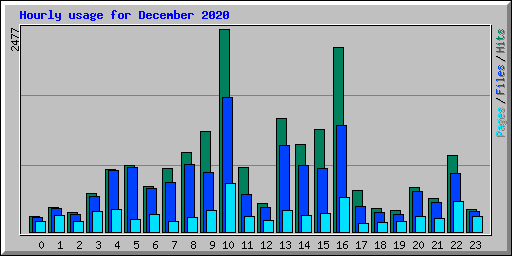 Hourly usage for December 2020
2477
Pages/Files/Hits
0 1 2 3 4 5 6 7 8 9 10 11 12 13 14 15 16 17 18 19 20 21 22 23